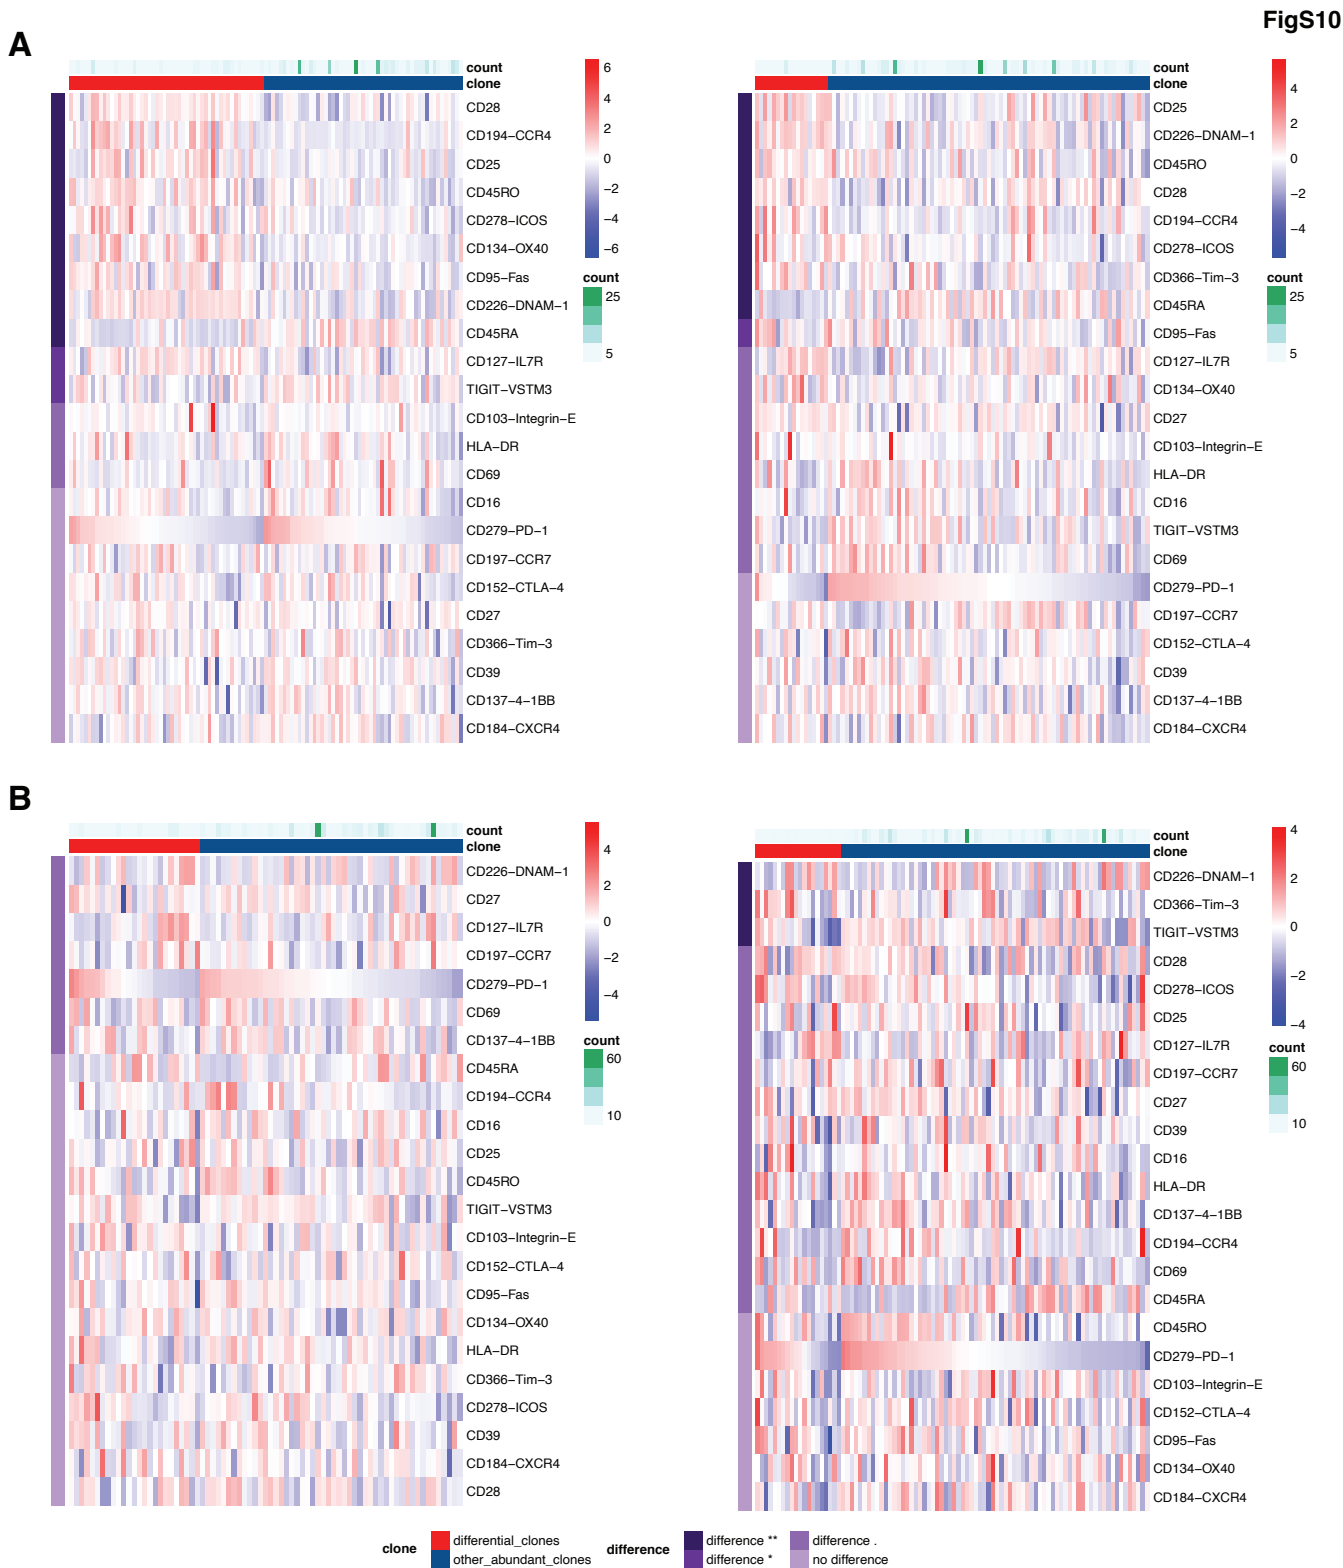 FigS10
A
count
clone
CD28
CD194-CCR4
CD25
CD45RO
CD278-ICOS
CD134-OX40
CD95-Fas
CD226-DNAM-1
CD45RA
CD127-IL7R
TIGIT-VSTM3
CD103-Integrin-E
HLA-DR
CD69
CD16
CD279-PD-1
CD197-CCR7
CD152-CTLA-4
CD27
CD366-Tim-3
CD39
CD137-4-1BB
CD184-CXCR4
6
4
2
0
-2
-4
-6
count
25
5
count
clone
CD25
CD226-DNAM-1
CD45RO
CD28
CD194-CCR4
CD278-ICOS
CD366-Tim-3
CD45RA
CD95-Fas
CD127-IL7R
CD134-OX40
CD27
CD103-Integrin-E
HLA-DR
CD16
TIGIT-VSTM3
CD69
CD279-PD-1
CD197-CCR7
CD152-CTLA-4
CD39
CD137-4-1BB
CD184-CXCR4
4
2
0
-2
-4
count
25
5
B
count
clone
CD226-DNAM-1
CD27
CD127-IL7R
CD197-CCR7
CD279-PD-1
CD69
CD137-4-1BB
CD45RA
CD194-CCR4
CD16
CD25
CD45RO
TIGIT-VSTM3
CD103-Integrin-E
CD152-CTLA-4
CD95-Fas
CD134-OX40
HLA-DR
CD366-Tim-3
CD278-ICOS
CD39
CD184-CXCR4
CD28
4
2
0
-2
-4
count
60
10
count
clone
CD226-DNAM-1
CD366-Tim-3
TIGIT-VSTM3
CD28
CD278-ICOS
CD25
CD127-IL7R
CD197-CCR7
CD27
CD39
CD16
HLA-DR
CD137-4-1BB
CD194-CCR4
CD69
CD45RA
CD45RO
CD279-PD-1
CD103-Integrin-E
CD152-CTLA-4
CD95-Fas
CD134-OX40
CD184-CXCR4
4
2
0
-2
-4
count
60
10
clone
differential_clones
other_abundant_clones
difference
difference **
difference *
difference .
no difference